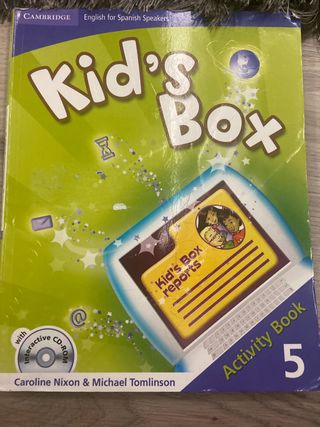 CAMBRIDGE
English for Spanish Speakers
Kid's
Box
@
Kid's Box
reports
with
Interactive CD-ROM
Activity Book
5
Caroline Nixon & Michael Tomlinson